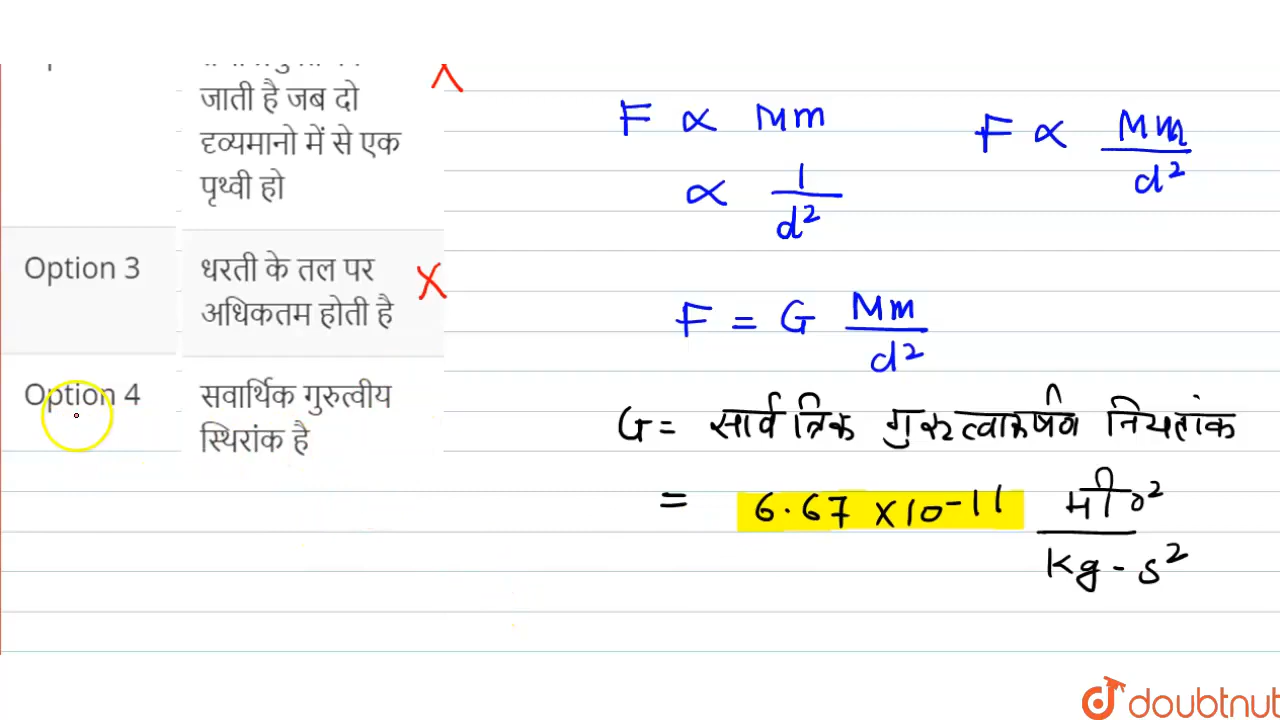 जाती है जब दो
द्रव्यमानो में से एक
पृथ्वी हो
Option 3
धरती के तल पर
अधिकतम होती है
Option 4
सवार्थिक गुरुत्वीय
स्थिरांक है
X
X
F ∝ Mm
∝ 1/d²
F ∝ Mm/d²
F = G Mm/d²
G = सार्वत्रिक गुरुत्वाकर्षण नियतांक
= 6.67 × 10⁻¹¹ मी०²/kg-s²
doubtnut